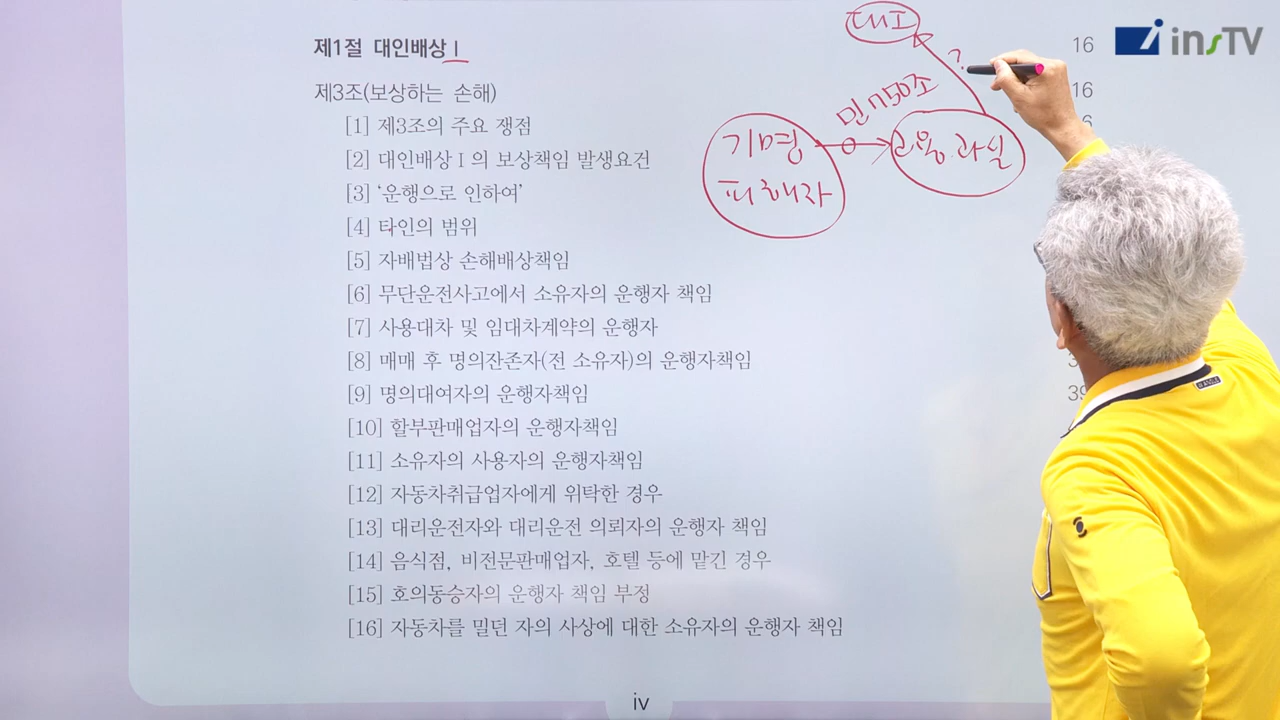 insTV
제1절 대인배상Ⅰ 16
제3조(보상하는 손해) 16
[1] 제3조의 주요 쟁점
[2] 대인배상Ⅰ의 보상책임 발생요건
[3] ‘운행으로 인하여’
[4] 타인의 범위
[5] 자배법상 손해배상책임
[6] 무단운전사고에서 소유자의 운행자 책임
[7] 사용대차 및 임대차계약의 운행자
[8] 매매 후 명의잔존자(전 소유자)의 운행자책임
[9] 명의대여자의 운행자책임 39
[10] 할부판매업자의 운행자책임
[11] 소유자의 사용자의 운행자책임
[12] 자동차취급업자에게 위탁한 경우
[13] 대리운전자와 대리운전 의뢰자의 운행자 책임
[14] 음식점, 비전문판매업자, 호텔 등에 맡긴 경우
[15] 호의동승자의 운행자 책임 부정
[16] 자동차를 밀던 자의 사상에 대한 소유자의 운행자 책임
iv
대I
?
민750조
기명
피해자
과실